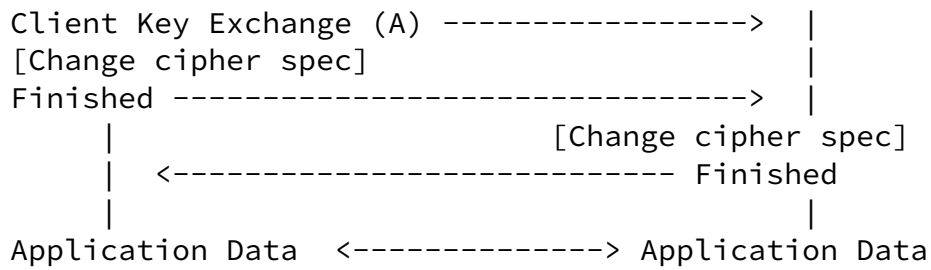 Client Key Exchange (A) -----------------> |
[Change cipher spec] |
Finished --------------------------------> |
| [Change cipher spec]
| <---------------------------- Finished
| |
Application Data <--------------> Application Data